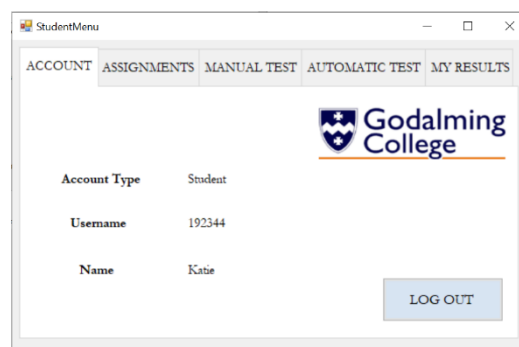 StudentMenu
ACCOUNT ASSIGNMENTS MANUAL TEST AUTOMATIC TEST MY RESULTS
Godalming
College
Account Type Student
Username 192344
Name Katie
LOG OUT